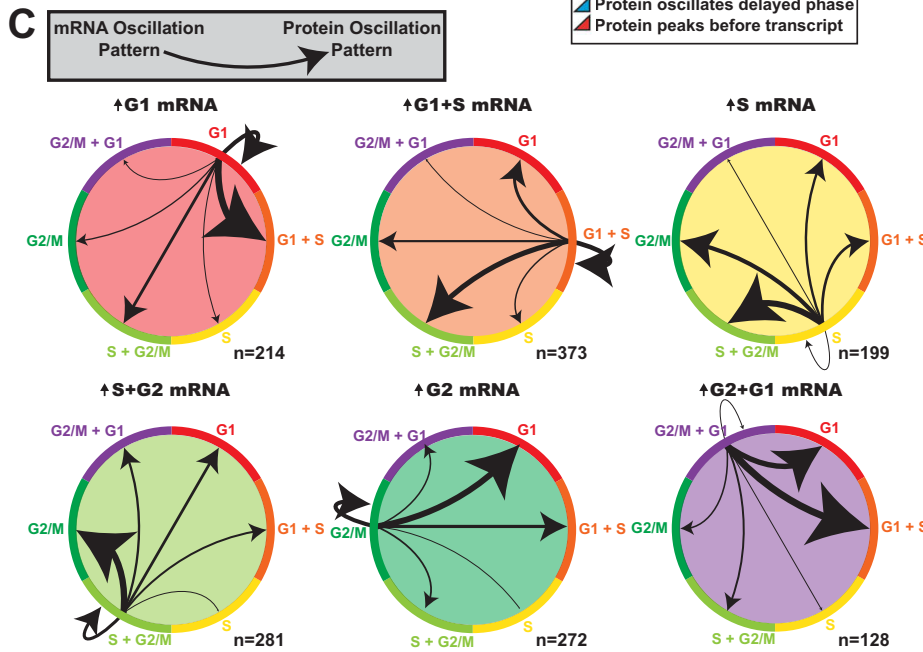 Protein oscillates delayed phase
Protein peaks before transcript
C
mRNA Oscillation Pattern
Protein Oscillation Pattern
↑G1 mRNA
G2/M + G1
G1
G2/M
G1 + S
S + G2/M
S
n=214
↑G1+S mRNA
G2/M + G1
G1
G2/M
G1 + S
S + G2/M
S
n=373
↑S mRNA
G2/M + G1
G1
G2/M
G1 + S
S + G2/M
S
n=199
↑S+G2 mRNA
G2/M + G1
G1
G2/M
G1 + S
S + G2/M
S
n=281
↑G2 mRNA
G2/M + G1
G1
G2/M
G1 + S
S + G2/M
S
n=272
↑G2+G1 mRNA
G2/M + G1
G1
G2/M
G1 + S
S + G2/M
S
n=128